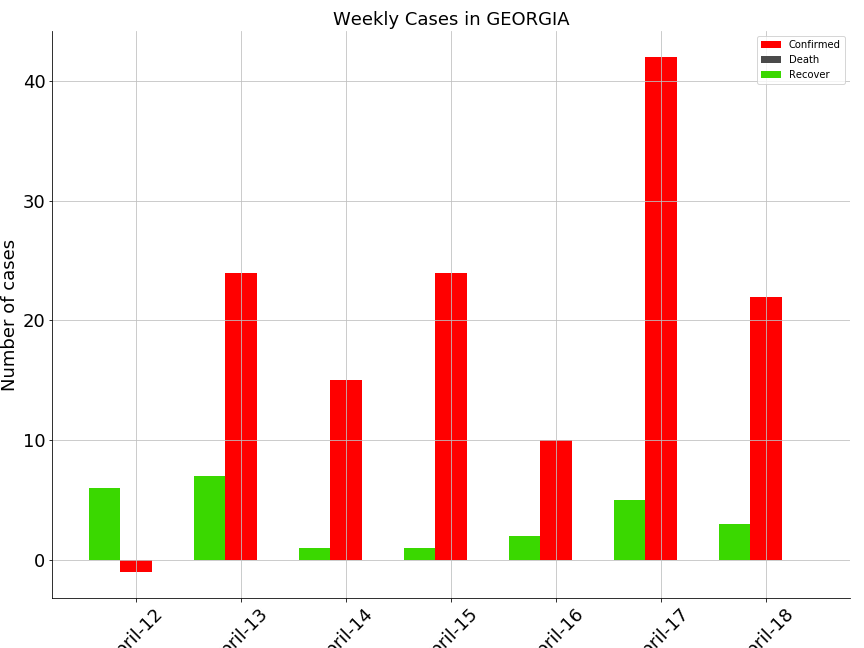 Weekly Cases in GEORGIA
Confirmed
Death
Recover
Number of cases
40
30
20
10
0
pril-12
pril-13
pril-14
pril-15
pril-16
pril-17
pril-18